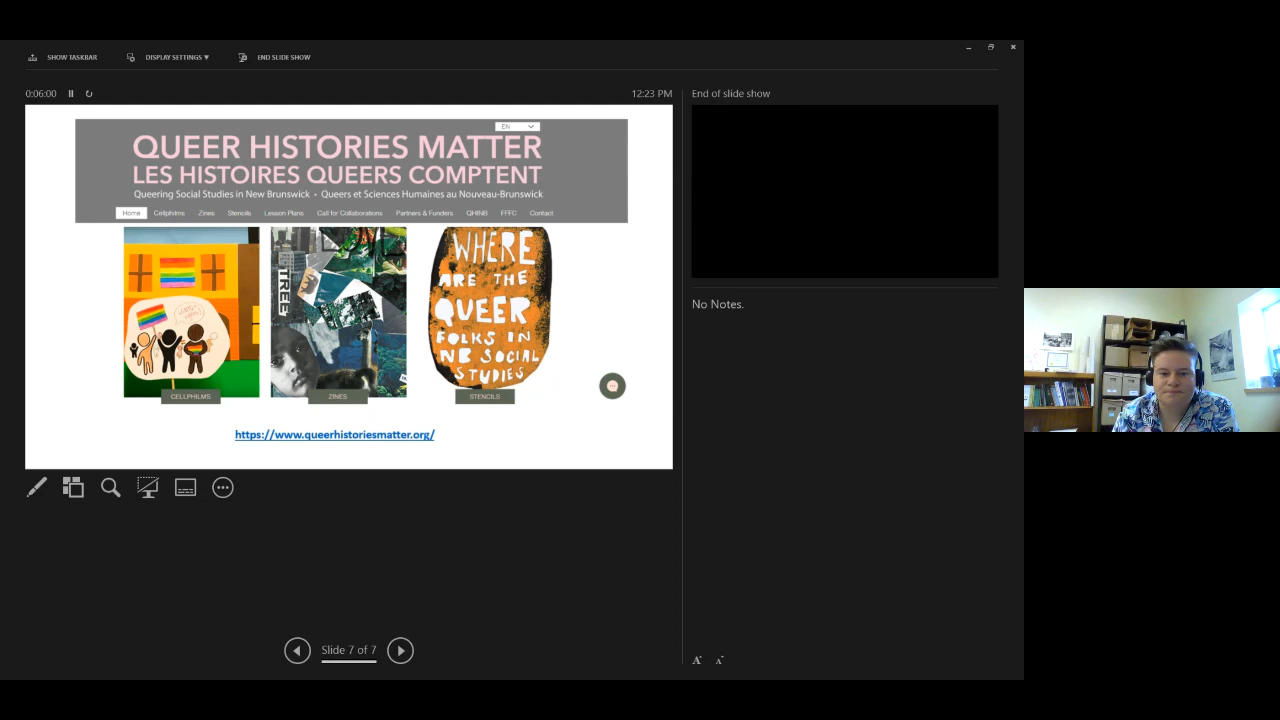 SHOW TASKBAR
DISPLAY SETTINGS ▼
END SLIDE SHOW
0:06:00
12:23 PM
End of slide show
EN
QUEER HISTORIES MATTER
LES HISTOIRES QUEERS COMPTENT
Queering Social Studies in New Brunswick • Queers et Sciences Humaines au Nouveau-Brunswick
Home Cellphilms Zines Stencils Lesson Plans Call for Collaborations Partners & Funders QHINB FFFC Contact
TREE
WHERE
ARE THE
QUEER
FOLKS IN
NB SOCIAL
STUDIES
CELLPHILMS
ZINES
STENCILS
https://www.queerhistoriesmatter.org/
No Notes.
Slide 7 of 7
A A